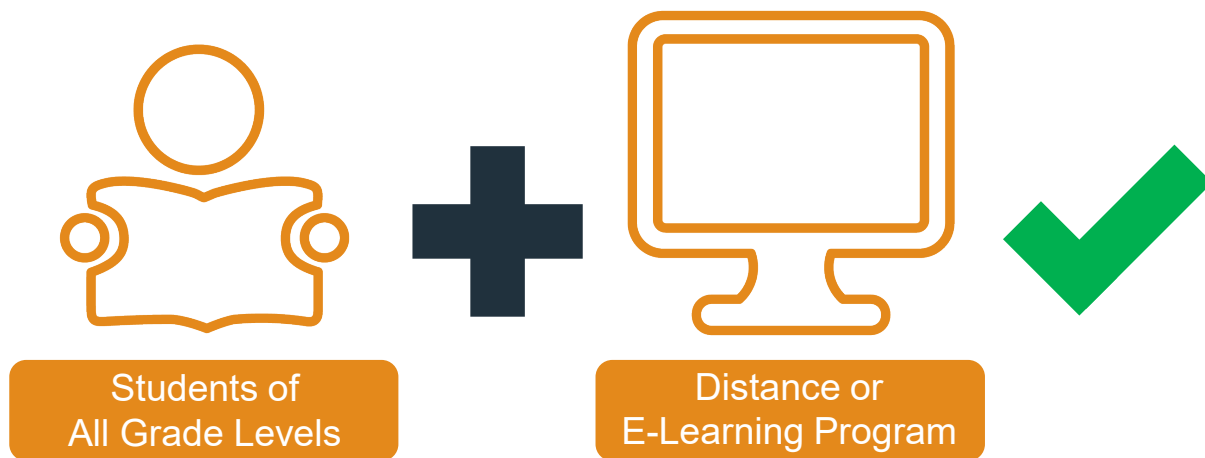 Students of
All Grade Levels
Distance or
E-Learning Program